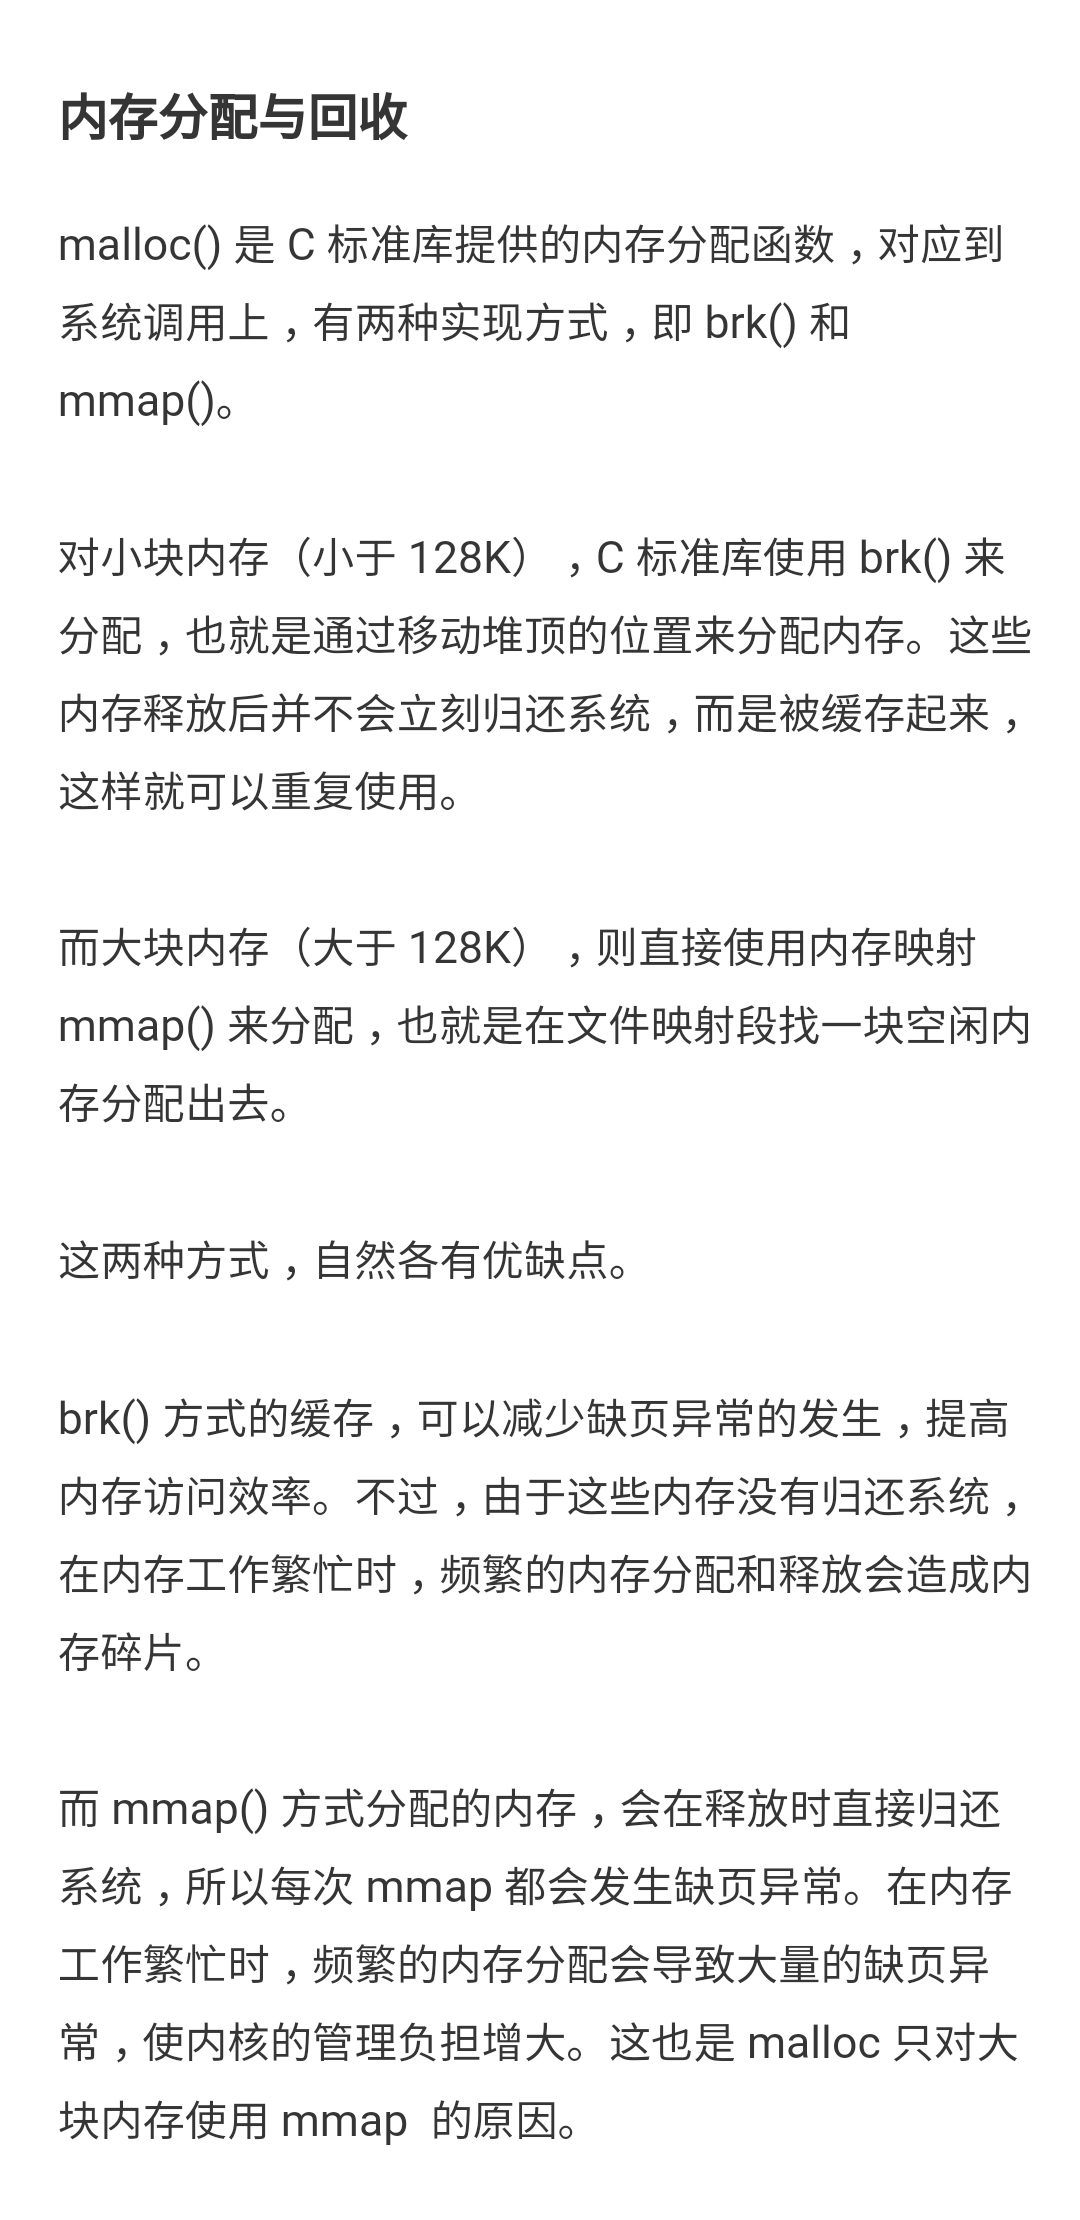 内存分配与回收
malloc() 是 C 标准库提供的内存分配函数，对应到
系统调用上，有两种实现方式，即 brk() 和
mmap()。
对小块内存（小于 128K），C 标准库使用 brk() 来
分配，也就是通过移动堆顶的位置来分配内存。这些
内存释放后并不会立刻归还系统，而是被缓存起来，
这样就可以重复使用。
而大块内存（大于 128K），则直接使用内存映射
mmap() 来分配，也就是在文件映射段找一块空闲内
存分配出去。
这两种方式，自然各有优缺点。
brk() 方式的缓存，可以减少缺页异常的发生，提高
内存访问效率。不过，由于这些内存没有归还系统，
在内存工作繁忙时，频繁的内存分配和释放会造成内
存碎片。
而 mmap() 方式分配的内存，会在释放时直接归还
系统，所以每次 mmap 都会发生缺页异常。在内存
工作繁忙时，频繁的内存分配会导致大量的缺页异
常，使内核的管理负担增大。这也是 malloc 只对大
块内存使用 mmap  的原因。